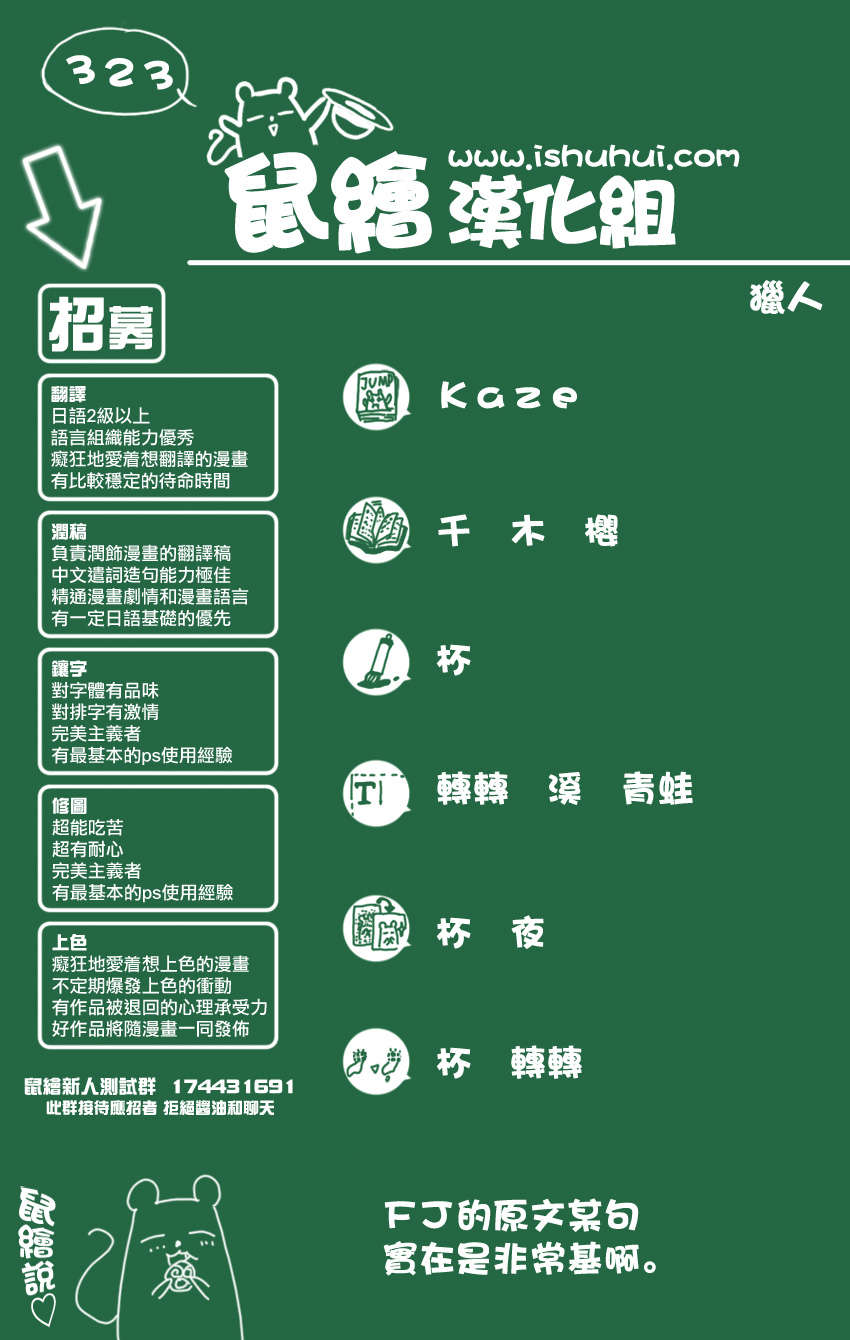 323
www.ishuhui.com
鼠繪漢化組
獵人
招募
翻譯
日語2級以上
語言組織能力優秀
癡狂地愛着想翻譯的漫畫
有比較穩定的待命時間
潤稿
負責潤飾漫畫的翻譯稿
中文遣詞造句能力極佳
精通漫畫劇情和漫畫語言
有一定日語基礎的優先
鑲字
對字體有品味
對排字有激情
完美主義者
有最基本的ps使用經驗
修圖
超能吃苦
超有耐心
完美主義者
有最基本的ps使用經驗
上色
癡狂地愛着想上色的漫畫
不定期爆發上色的衝動
有作品被退回的心理承受力
好作品將隨漫畫一同發佈
鼠繪新人測試群 174431691
此群接待應招者 拒絕醬油和聊天
JUMP
Kaze
千 木 櫻
杯
T
轉轉 溪 青蛙
杯 夜
杯 轉轉
鼠繪說♡
FJ的原文某句
實在是非常基啊。